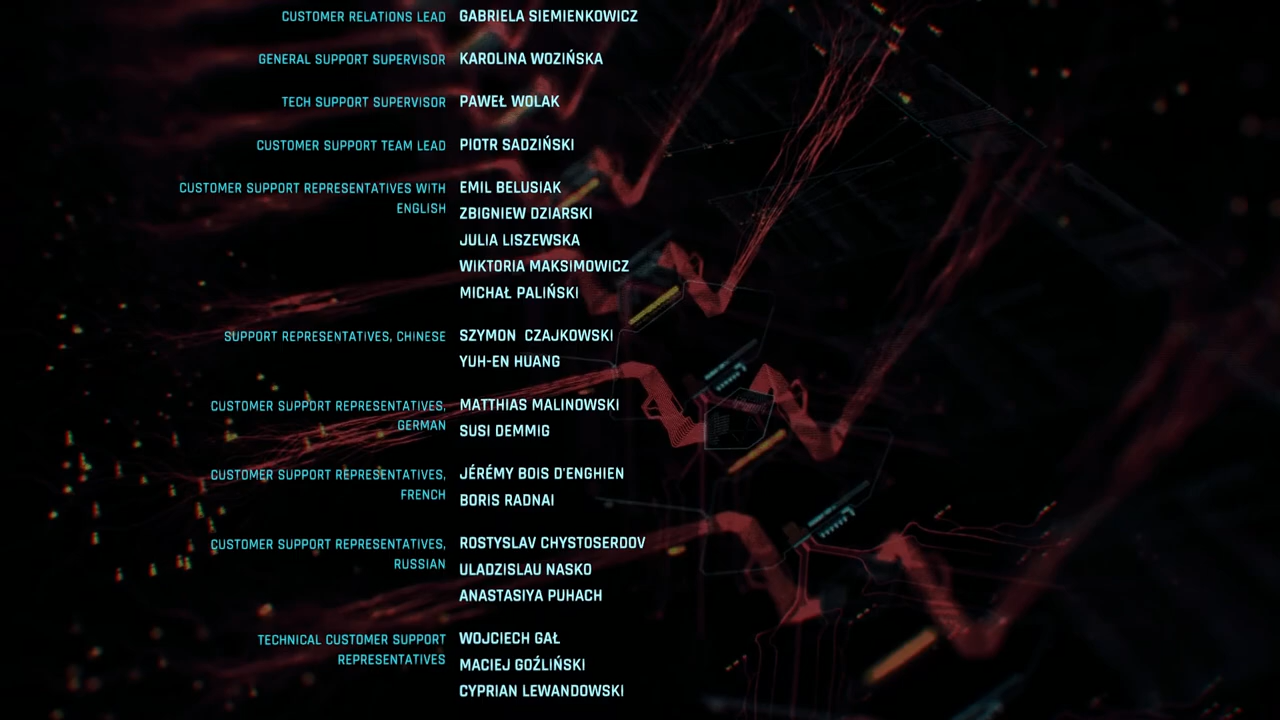 CUSTOMER RELATIONS LEAD GABRIELA SIEMIENKOWICZ
GENERAL SUPPORT SUPERVISOR KAROLINA WOZIŃSKA
TECH SUPPORT SUPERVISOR PAWEŁ WOLAK
CUSTOMER SUPPORT TEAM LEAD PIOTR SADZIŃSKI
CUSTOMER SUPPORT REPRESENTATIVES WITH EMIL BELUSIAK
ENGLISH ZBIGNIEW DZIARSKI
JULIA LISZEWSKA
WIKTORIA MAKSIMOWICZ
MICHAŁ PALIŃSKI
SUPPORT REPRESENTATIVES, CHINESE SZYMON CZAJKOWSKI
YUH-EN HUANG
CUSTOMER SUPPORT REPRESENTATIVES, MATTHIAS MALINOWSKI
GERMAN SUSI DEMMIG
CUSTOMER SUPPORT REPRESENTATIVES, JÉRÉMY BOIS D'ENGHIEN
FRENCH BORIS RADNAI
CUSTOMER SUPPORT REPRESENTATIVES, ROSTYSLAV CHYSTOSERDOV
RUSSIAN ULADZISLAU NASKO
ANASTASIYA PUHACH
TECHNICAL CUSTOMER SUPPORT WOJCIECH GAŁ
REPRESENTATIVES MACIEJ GOŹLIŃSKI
CYPRIAN LEWANDOWSKI